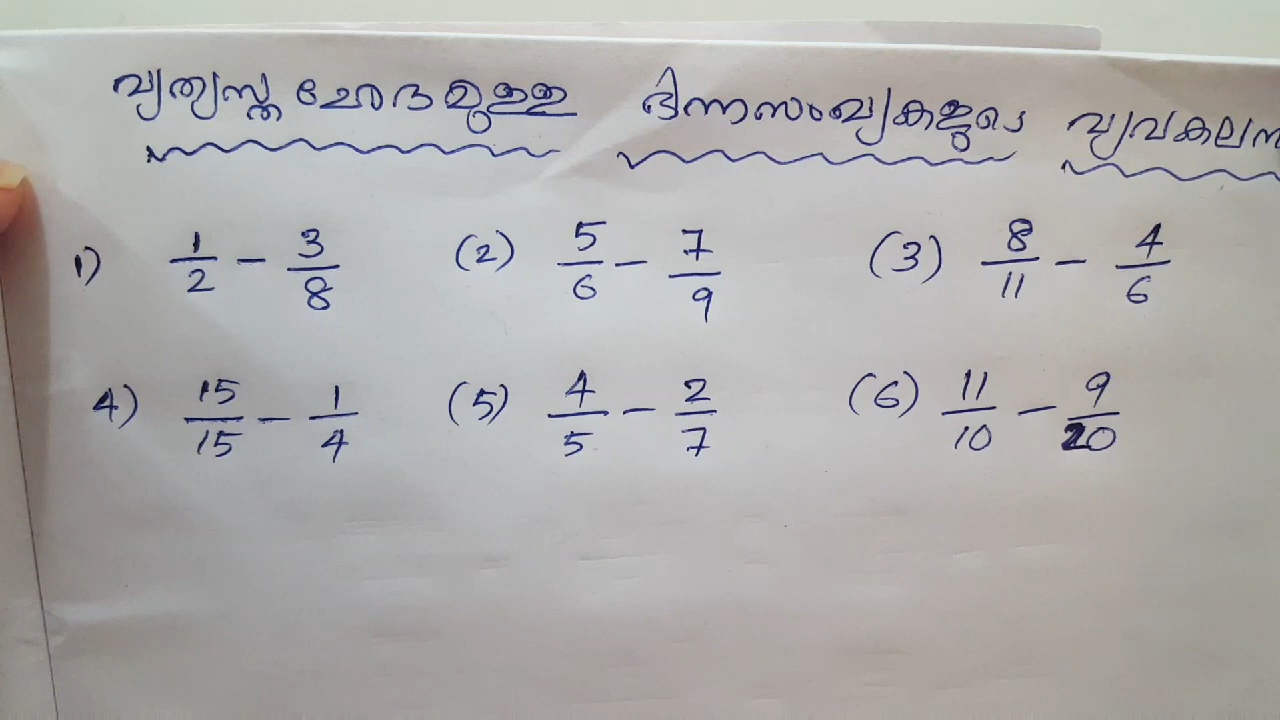 വ്യത്യസ്ത ഛേദമുള്ള ഭിന്നസംഖ്യകളുടെ വ്യവകലന
1) 1/2 - 3/8 (2) 5/6 - 7/9 (3) 8/11 - 4/6
4) 15/15 - 1/4 (5) 4/5 - 2/7 (6) 11/10 - 9/20